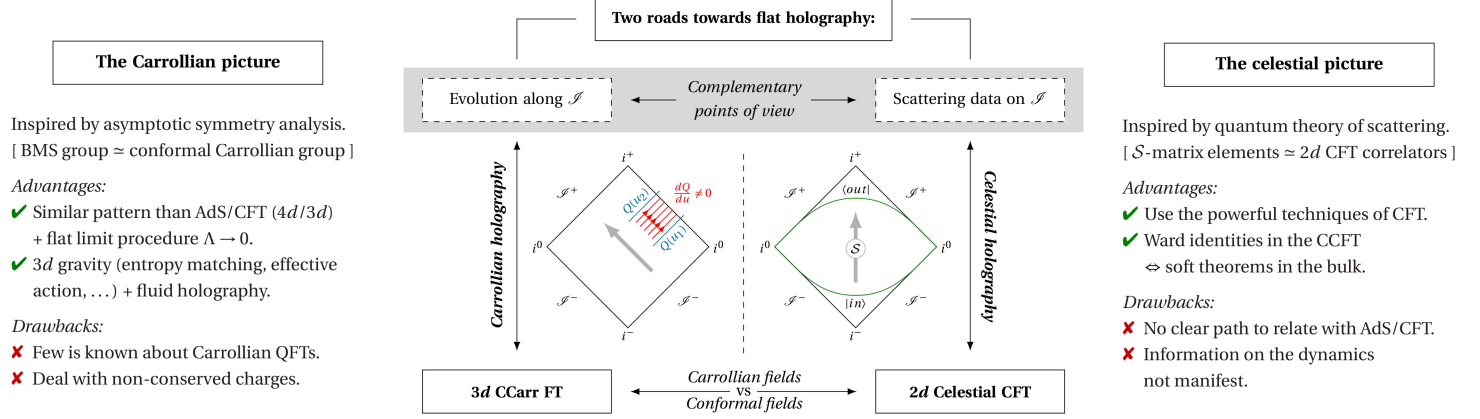 Two roads towards flat holography:
The Carrollian picture
Inspired by asymptotic symmetry analysis.
[ BMS group ≃ conformal Carrollian group ]
Advantages:
✔ Similar pattern than AdS/CFT (4d/3d)
+ flat limit procedure Λ → 0.
✔ 3d gravity (entropy matching, effective
action, …) + fluid holography.
Drawbacks:
✘ Few is known about Carrollian QFTs.
✘ Deal with non-conserved charges.
Evolution along ℐ
Complementary
points of view
Scattering data on ℐ
Carrollian holography
i⁺
ℐ⁺
Q(u₂)
dQ/du ≠ 0
Q(u₁)
i⁰
i⁰
ℐ⁻
ℐ⁻
i⁻
i⁺
⟨out|
ℐ⁺
ℐ⁺
i⁰
𝒮
i⁰
ℐ⁻
|in⟩
ℐ⁻
i⁻
Celestial holography
3d CCarr FT
Carrollian fields
vs
Conformal fields
2d Celestial CFT
The celestial picture
Inspired by quantum theory of scattering.
[ 𝒮-matrix elements ≃ 2d CFT correlators ]
Advantages:
✔ Use the powerful techniques of CFT.
✔ Ward identities in the CCFT
⇔ soft theorems in the bulk.
Drawbacks:
✘ No clear path to relate with AdS/CFT.
✘ Information on the dynamics
not manifest.